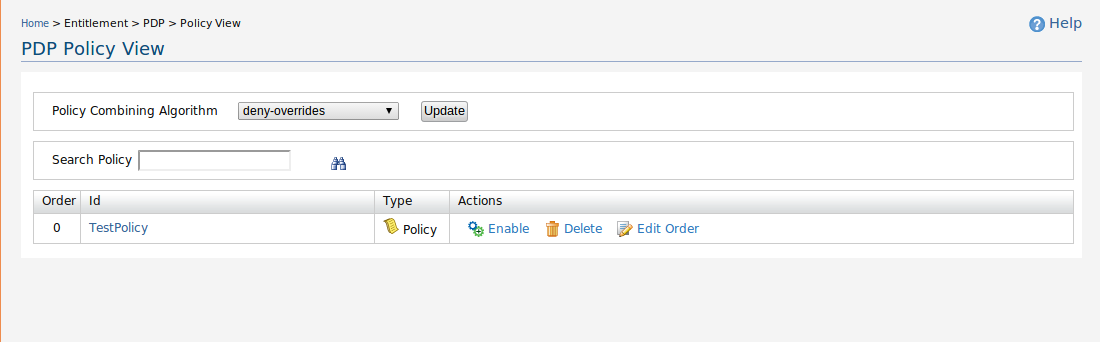 Home > Entitlement > PDP > Policy View
Help
PDP Policy View
Policy Combining Algorithm deny-overrides Update
Search Policy
Order Id Type Actions
0 TestPolicy Policy Enable Delete Edit Order